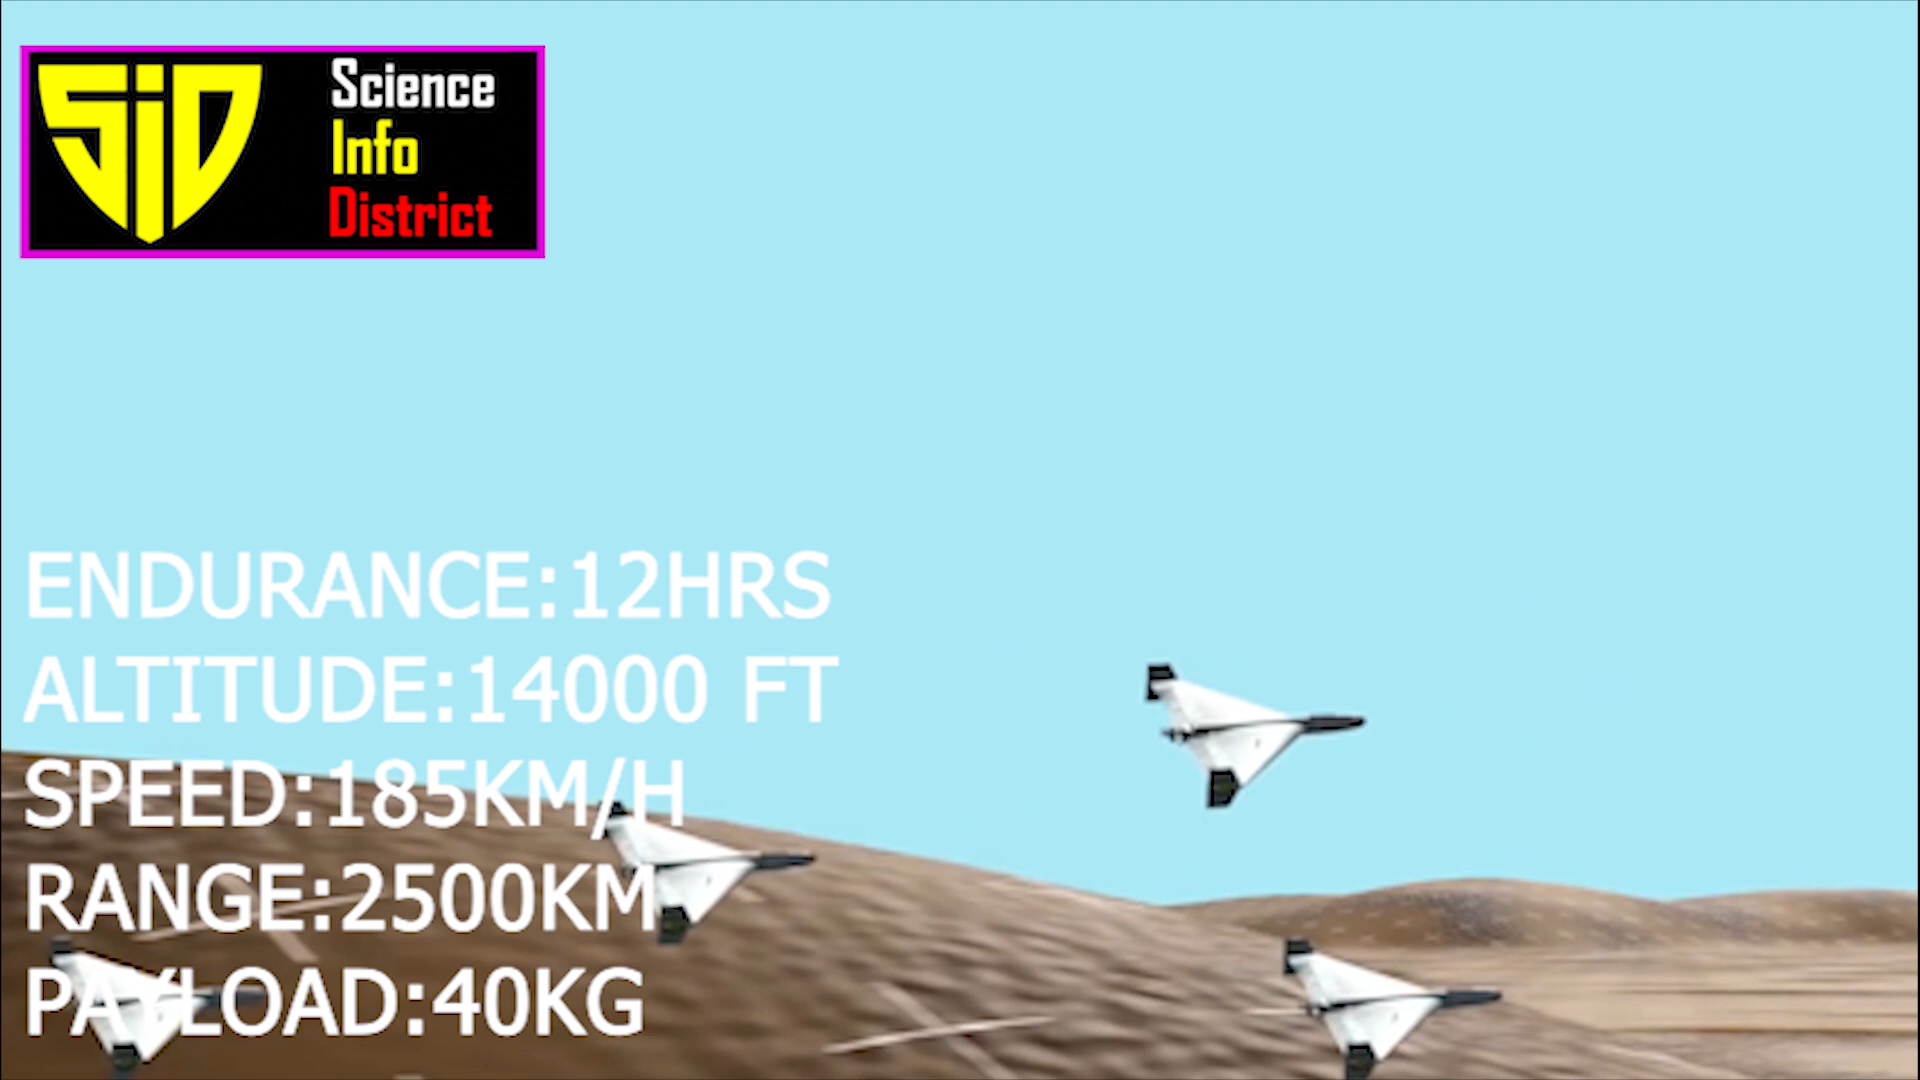 SiD
Science
Info
District
ENDURANCE:12HRS
ALTITUDE:14000 FT
SPEED:185KM/H
RANGE:2500KM
PAYLOAD:40KG